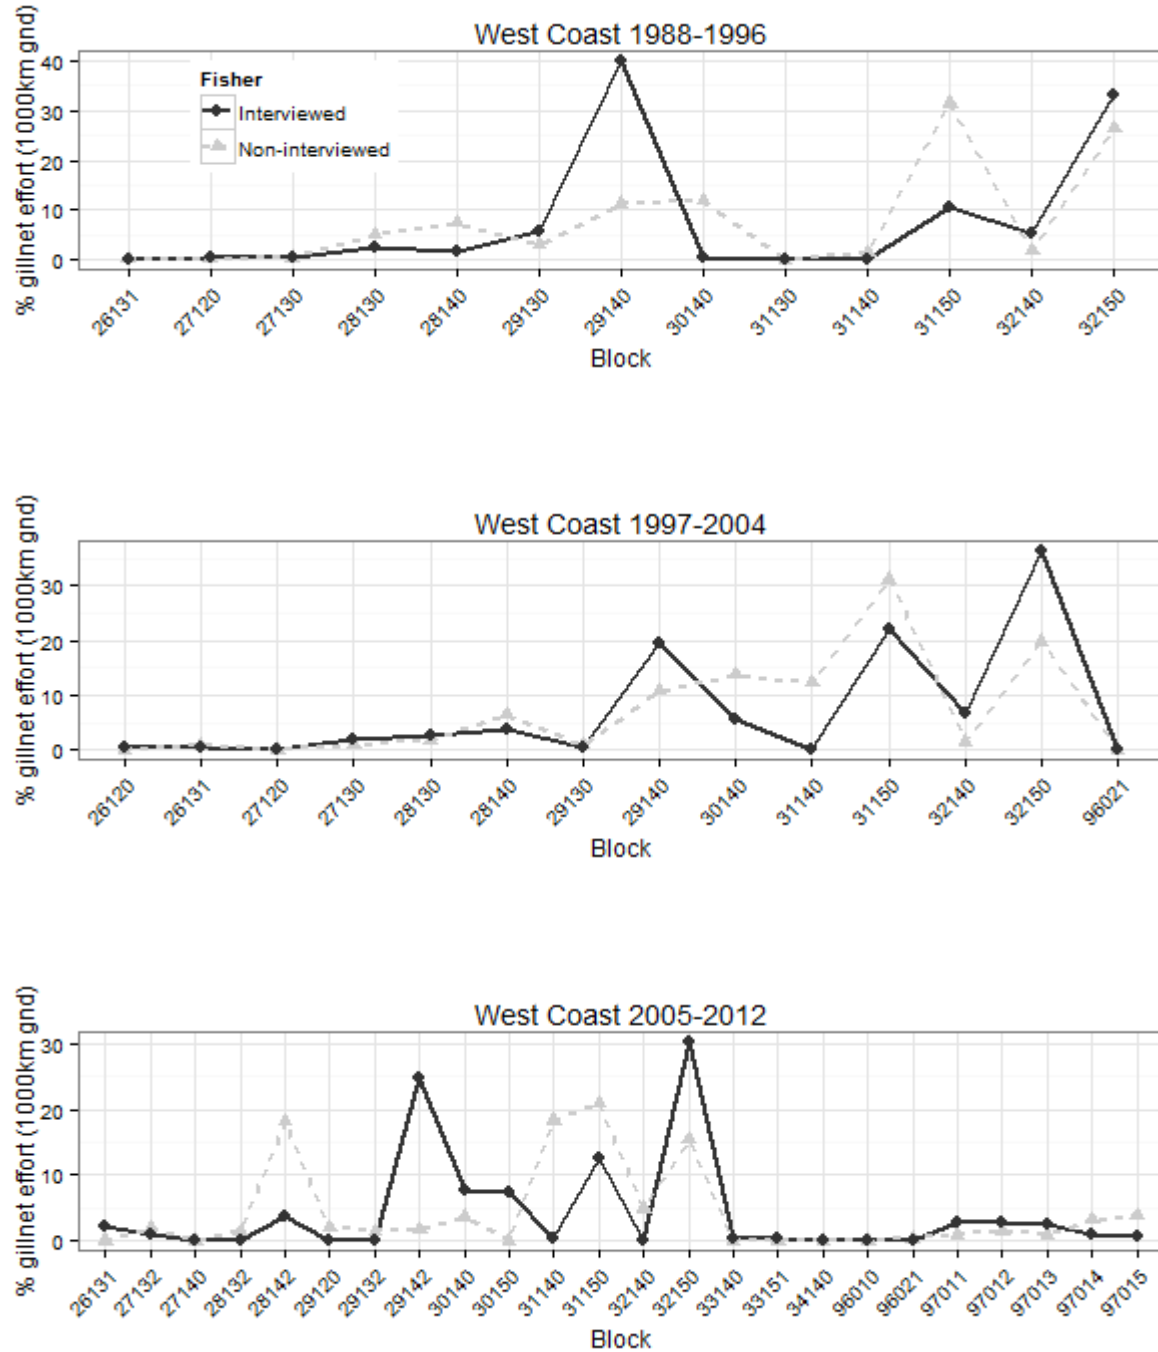 West Coast 1988-1996
% gillnet effort (1000km gnd)
40
30
20
10
0
Fisher
Interviewed
Non-interviewed
26131 27120 27130 28130 28140 29130 29140 30140 31130 31140 31150 32140 32150
Block
West Coast 1997-2004
% gillnet effort (1000km gnd)
30
20
10
0
26120 26131 27120 27130 28130 28140 29130 29140 30140 31140 31150 32140 32150 96021
Block
West Coast 2005-2012
% gillnet effort (1000km gnd)
30
20
10
0
26131 27132 27140 28132 28142 29120 29132 29142 30140 30150 31140 31150 32140 32150 33140 33151 34140 96010 96021 97011 97012 97013 97014 97015
Block